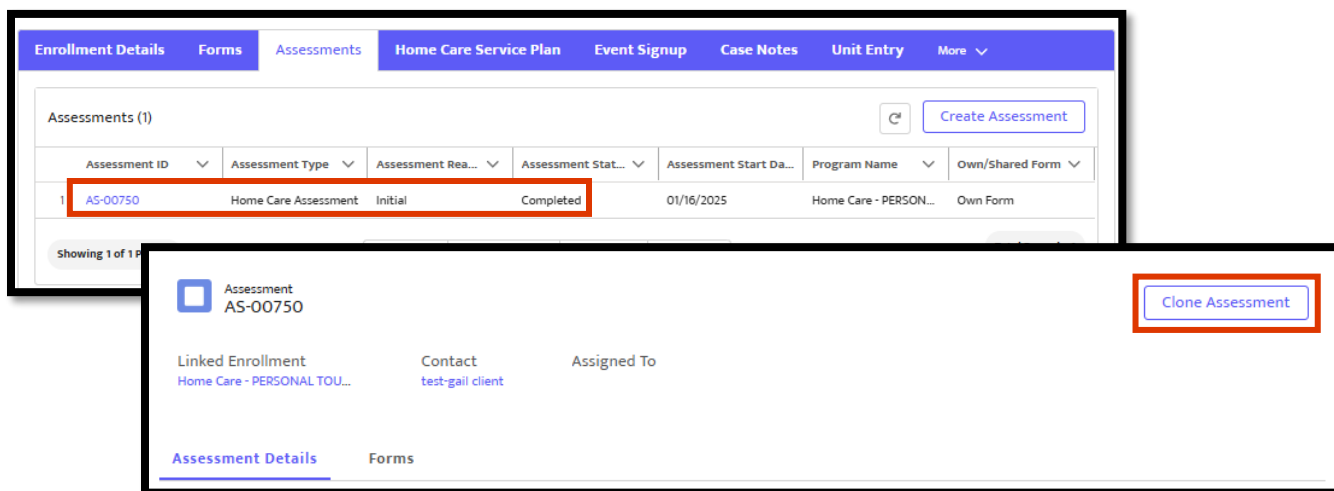 Enrollment Details Forms Assessments Home Care Service Plan Event Signup Case Notes Unit Entry More
Assessments (1) Create Assessment
Assessment ID Assessment Type Assessment Rea... Assessment Stat... Assessment Start Da... Program Name Own/Shared Form
1 AS-00750 Home Care Assessment Initial Completed 01/16/2025 Home Care - PERSON... Own Form
Showing 1 of 1
Assessment
AS-00750
Clone Assessment
Linked Enrollment Contact Assigned To
Home Care - PERSONAL TOU... test-gail client
Assessment Details Forms